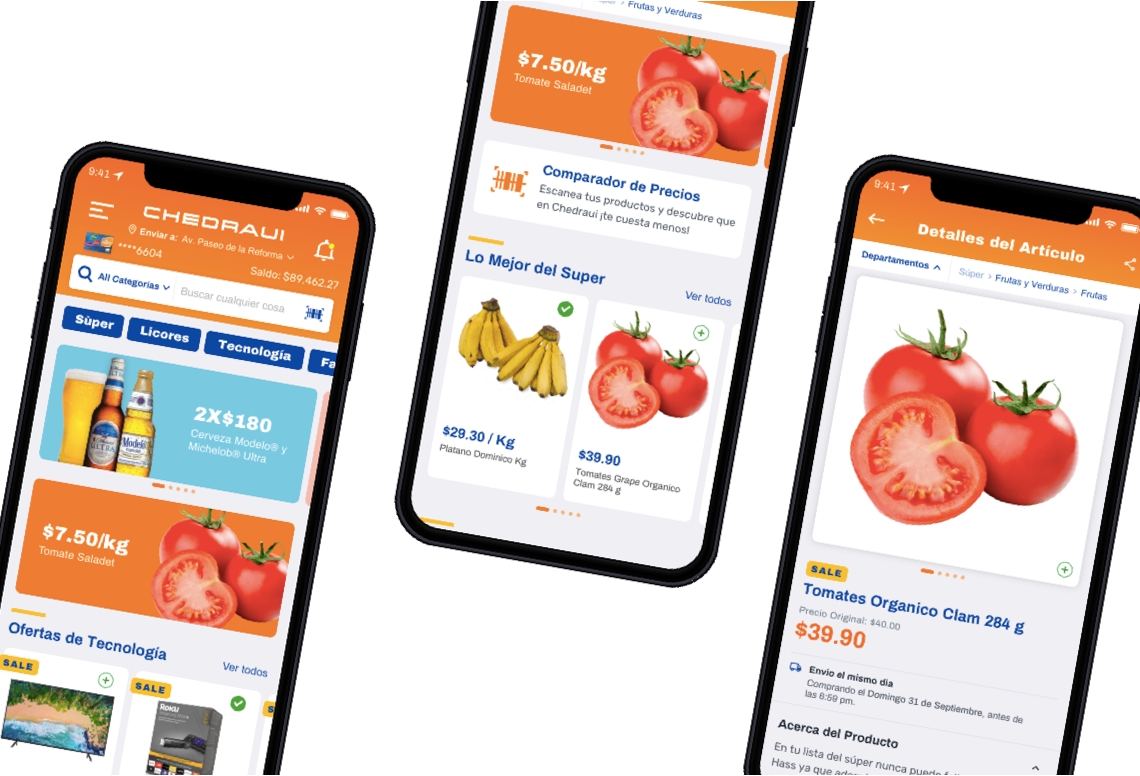 9:41
CHEDRAUI
Enviar a: Av. Paseo de la Reforma
****6604
Saldo: $89,462.27
All Categorías
Buscar cualquier cosa
Súper
Licores
Tecnología
Fa
2X$180
Cerveza Modelo® y
Michelob® Ultra
ULTRA
Modelo
$7.50/kg
Tomate Saladet
Ofertas de Tecnología
Ver todos
SALE
SALE
S
ROKU
Frutas y Verduras
$7.50/kg
Tomate Saladet
Comparador de Precios
Escanea tus productos y descubre que
en Chedraui ¡te cuesta menos!
Lo Mejor del Super
Ver todos
$29.30 / Kg
Platano Dominico Kg
$39.90
Tomates Grape Organico
Clam 284 g
9:41
Detalles del Artículo
Departamentos
Súper > Frutas y Verduras > Frutas
SALE
Tomates Organico Clam 284 g
Precio Original: $40.00
$39.90
Envio el mismo día
Comprando el Domingo 31 de Septiembre, antes de
las 6:59 pm.
Acerca del Producto
En tu lista del súper nunca puede
Hass ya que